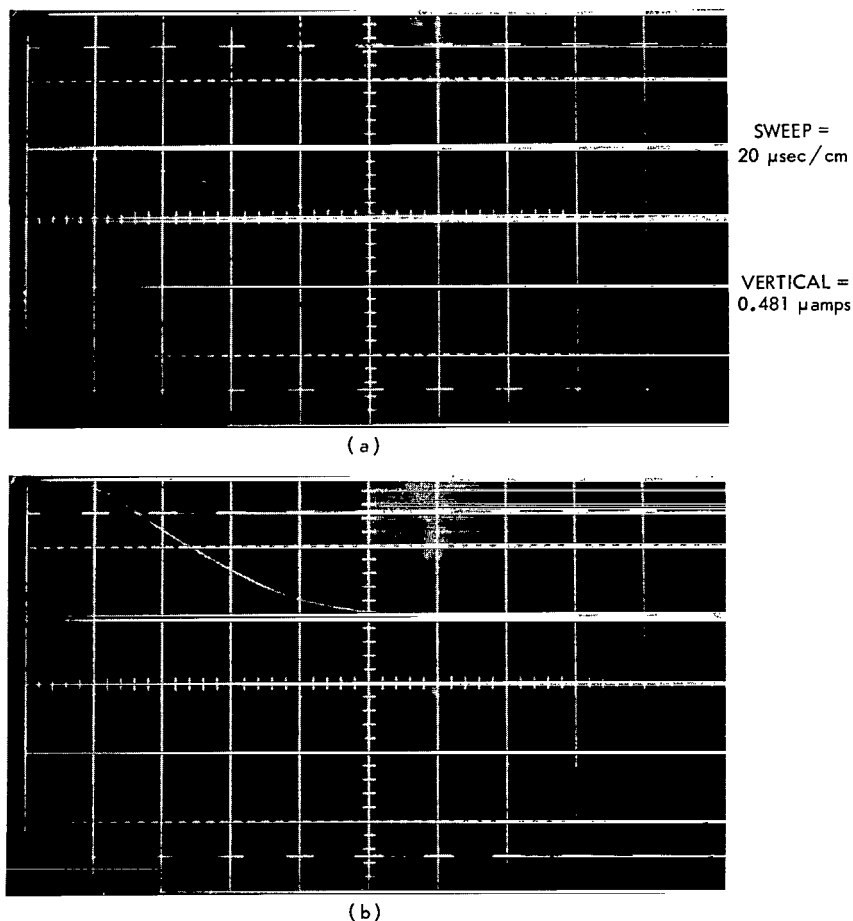 SWEEP =
20 μsec/cm
VERTICAL =
0.481 μamps
(a)
(b)